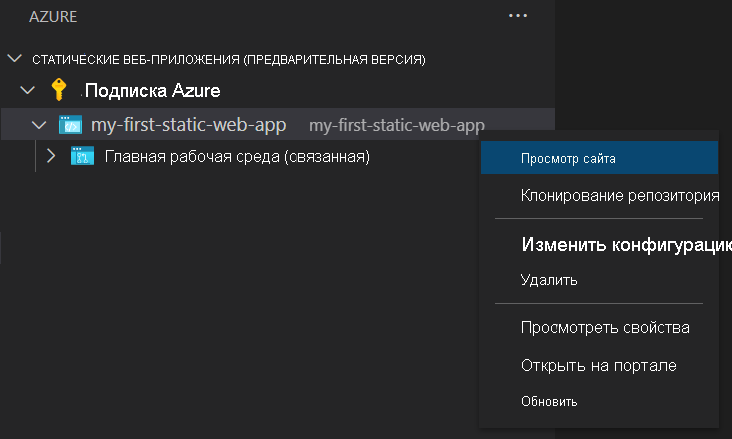 AZURE
СТАТИЧЕСКИЕ ВЕБ-ПРИЛОЖЕНИЯ (ПРЕДВАРИТЕЛЬНАЯ ВЕРСИЯ)
Подписка Azure
my-first-static-web-app my-first-static-web-app
Главная рабочая среда (связанная)
Просмотр сайта
Клонирование репозитория
Изменить конфигурацию
Удалить
Просмотреть свойства
Открыть на портале
Обновить